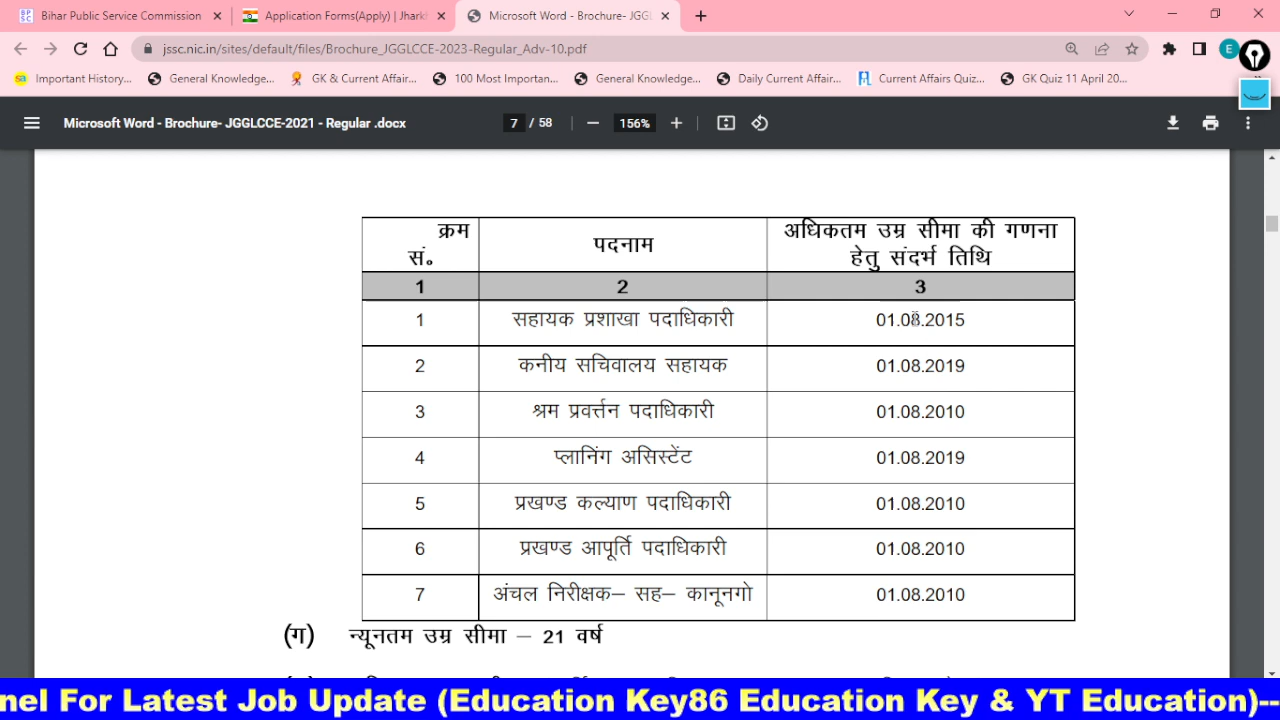 Bihar Public Service Commission
Application Forms(Apply) | Jharkh
Microsoft Word - Brochure- JGGL
jssc.nic.in/sites/default/files/Brochure_JGGLCCE-2023-Regular_Adv-10.pdf
E
Important History...
General Knowledge...
GK & Current Affair...
100 Most Importan...
General Knowledge...
Daily Current Affair...
Current Affairs Quiz...
GK Quiz 11 April 20...
Microsoft Word - Brochure- JGGLCCE-2021 - Regular .docx
7 / 58
156%
क्रम सं० पदनाम अधिकतम उम्र सीमा की गणना हेतु संदर्भ तिथि
1 2 3
1 सहायक प्रशाखा पदाधिकारी 01.08.2015
2 कनीय सचिवालय सहायक 01.08.2019
3 श्रम प्रवर्त्तन पदाधिकारी 01.08.2010
4 प्लानिंग असिस्टेंट 01.08.2019
5 प्रखण्ड कल्याण पदाधिकारी 01.08.2010
6 प्रखण्ड आपूर्ति पदाधिकारी 01.08.2010
7 अंचल निरीक्षक– सह– कानूनगो 01.08.2010
(ग) न्यूनतम उम्र सीमा – 21 वर्ष
nel For Latest Job Update (Education Key86 Education Key & YT Education)--